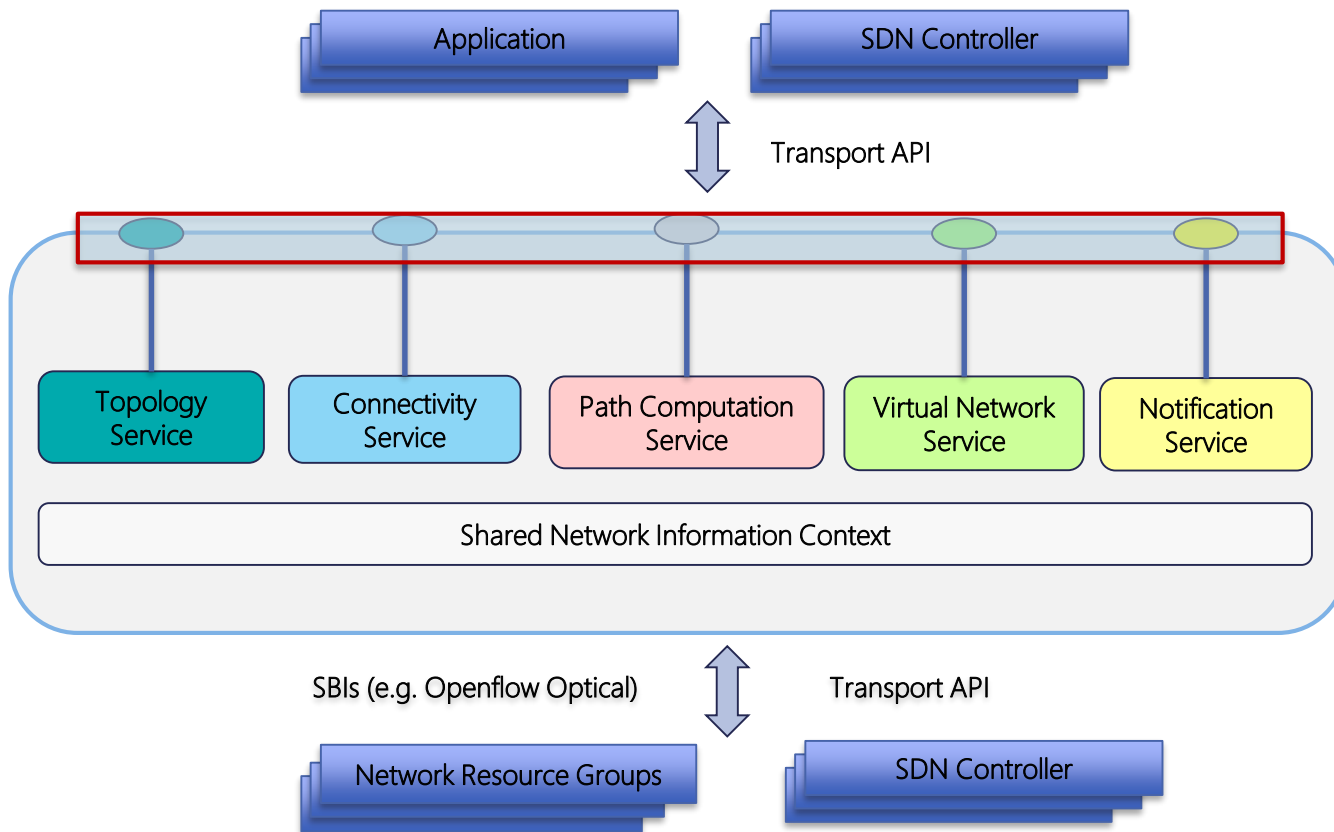 Application
SDN Controller
Transport API
Topology
Service
Connectivity
Service
Path Computation
Service
Virtual Network
Service
Notification
Service
Shared Network Information Context
SBIs (e.g. Openflow Optical)
Transport API
Network Resource Groups
SDN Controller